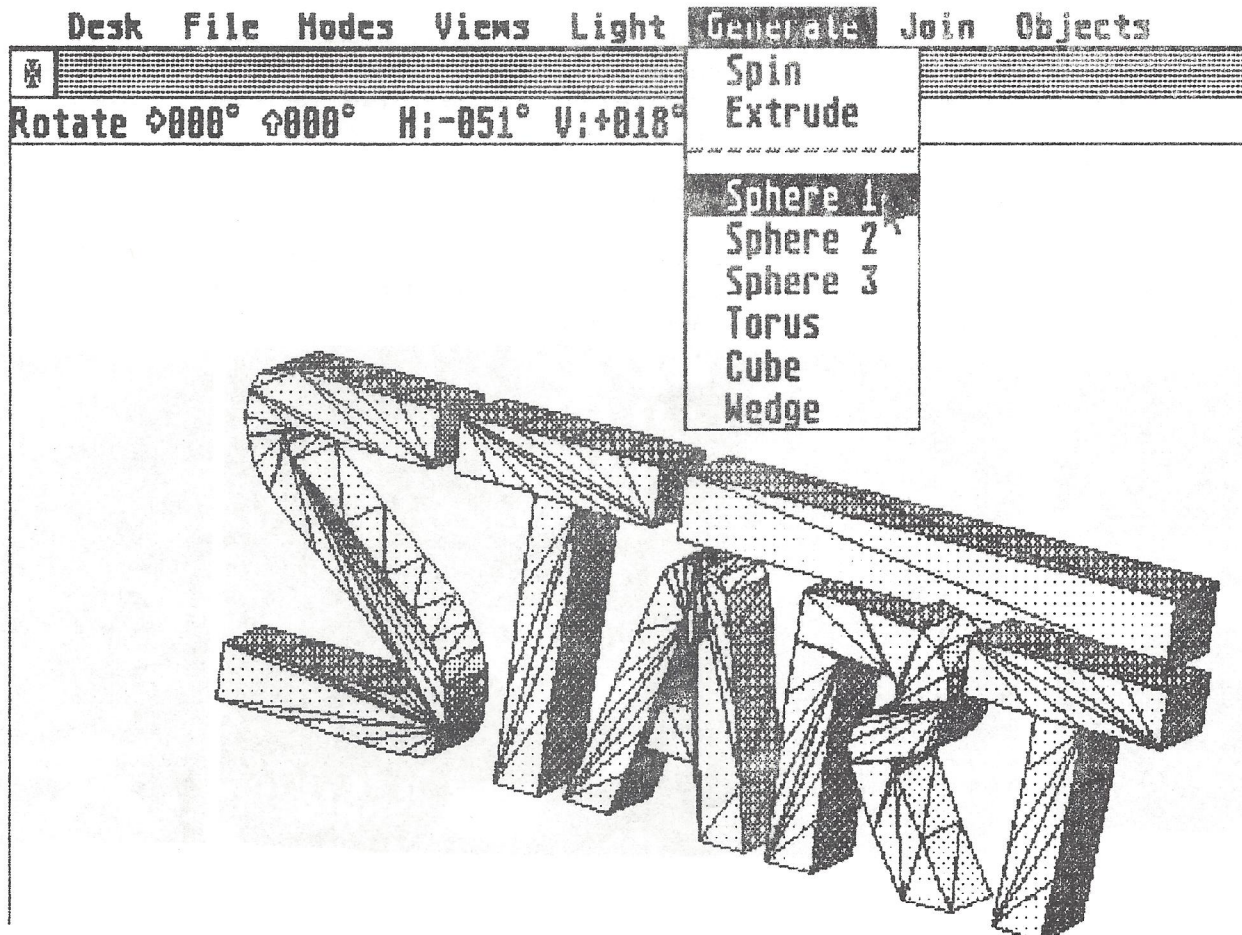 Desk File Modes Views Light Generate Join Objects
Rotate ⇨000° ⇧000° H:-051° V:+018°
Spin
Extrude
Sphere 1
Sphere 2
Sphere 3
Torus
Cube
Wedge
START